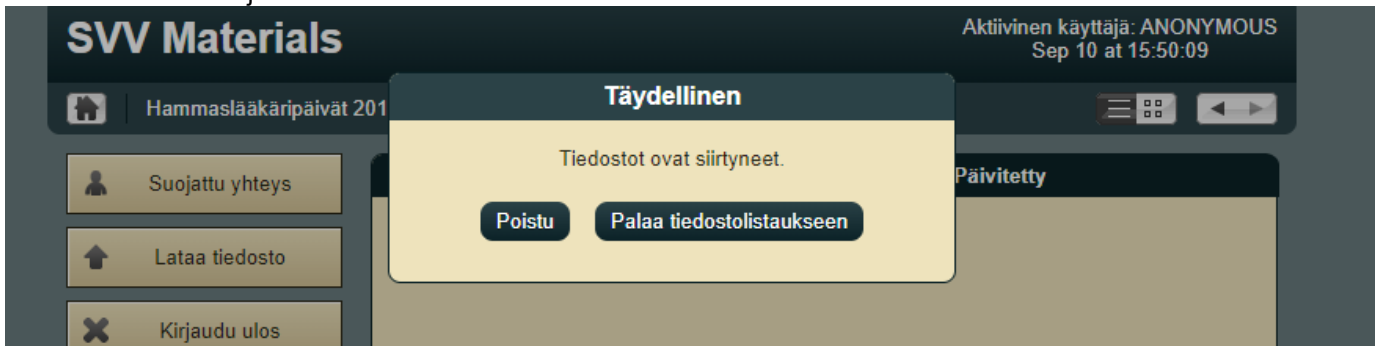 SVV Materials
Aktiivinen käyttäjä: ANONYMOUS
Sep 10 at 15:50:09
Hammaslääkäripäivät 201
Täydellinen
Tiedostot ovat siirtyneet.
Poistu
Palaa tiedostolistaukseen
Suojattu yhteys
Päivitetty
Lataa tiedosto
Kirjaudu ulos